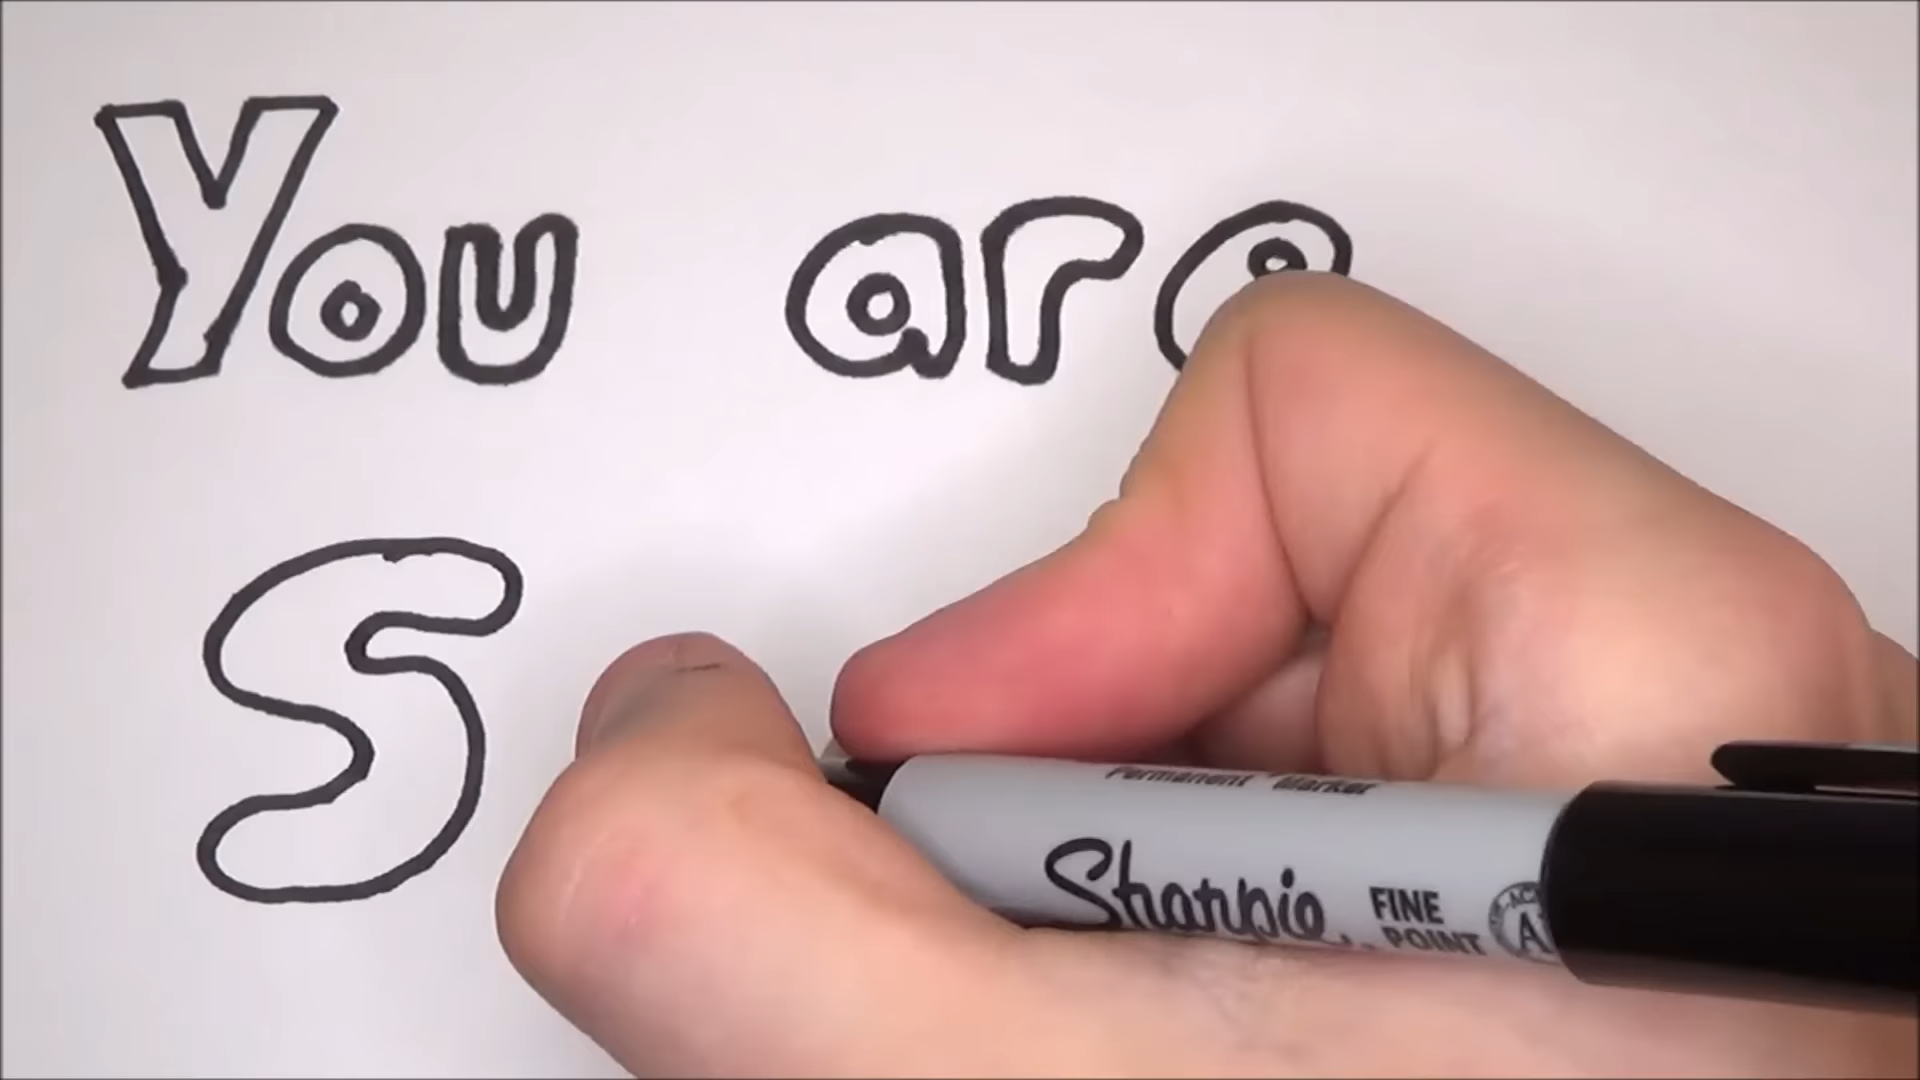 You are
S
Permanent Marker
Sharpie
FINE
POINT